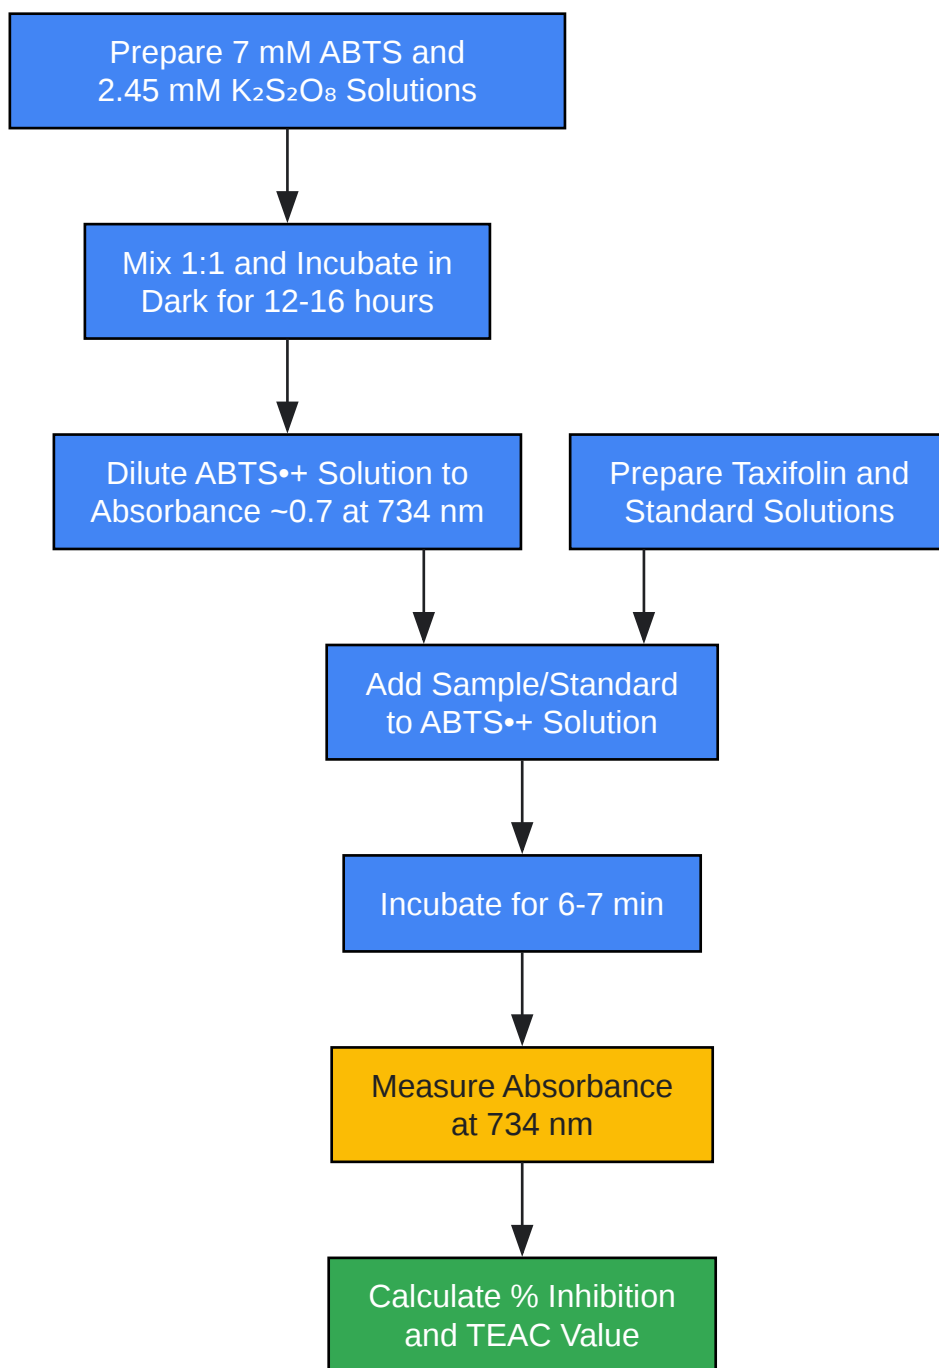 Prepare 7 mM ABTS and
2.45 mM K₂S₂O₈ Solutions
Mix 1:1 and Incubate in
Dark for 12-16 hours
Dilute ABTS•+ Solution to
Absorbance ~0.7 at 734 nm
Prepare Taxifolin and
Standard Solutions
Add Sample/Standard
to ABTS•+ Solution
Incubate for 6-7 min
Measure Absorbance
at 734 nm
Calculate % Inhibition
and TEAC Value